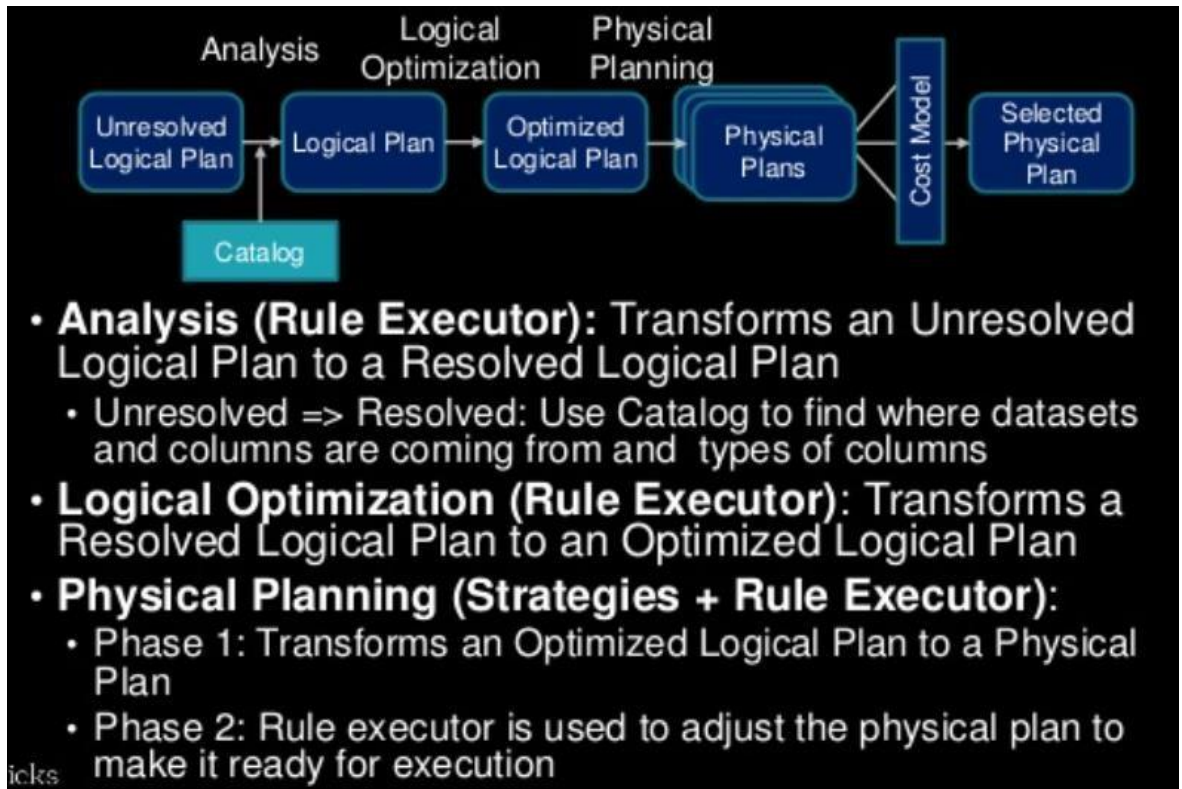 Analysis
Logical
Optimization
Physical
Planning
Unresolved
Logical Plan
Logical Plan
Optimized
Logical Plan
Physical
Plans
Cost Model
Selected
Physical
Plan
Catalog
• Analysis (Rule Executor): Transforms an Unresolved
Logical Plan to a Resolved Logical Plan
• Unresolved => Resolved: Use Catalog to find where datasets
and columns are coming from and types of columns
• Logical Optimization (Rule Executor): Transforms a
Resolved Logical Plan to an Optimized Logical Plan
• Physical Planning (Strategies + Rule Executor):
• Phase 1: Transforms an Optimized Logical Plan to a Physical
Plan
• Phase 2: Rule executor is used to adjust the physical plan to
make it ready for execution
icks